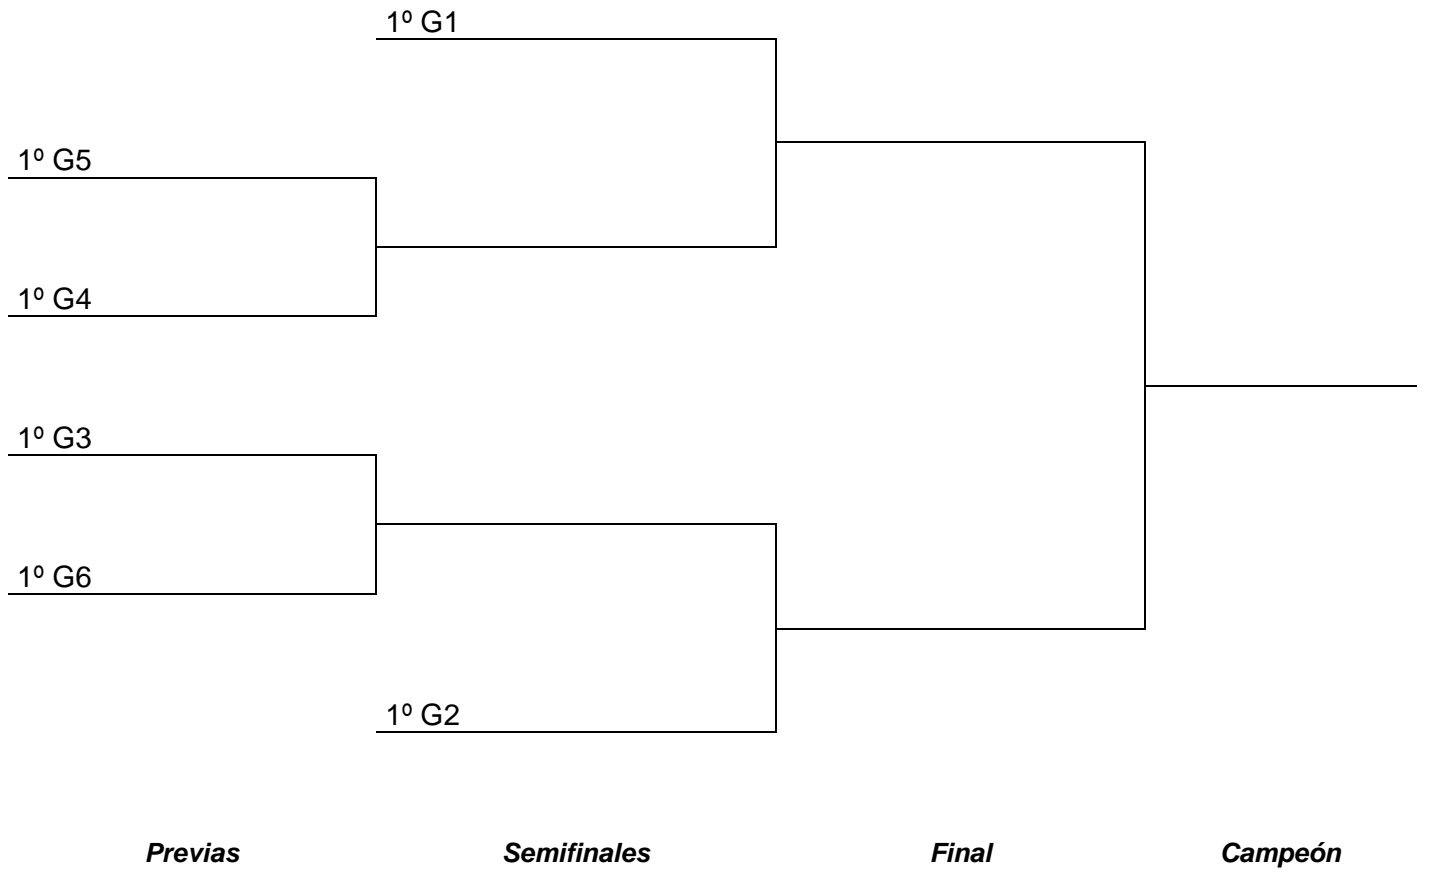 1º G1
1º G5
1º G4
1º G3
1º G6
1º G2
Previas Semifinales Final Campeón